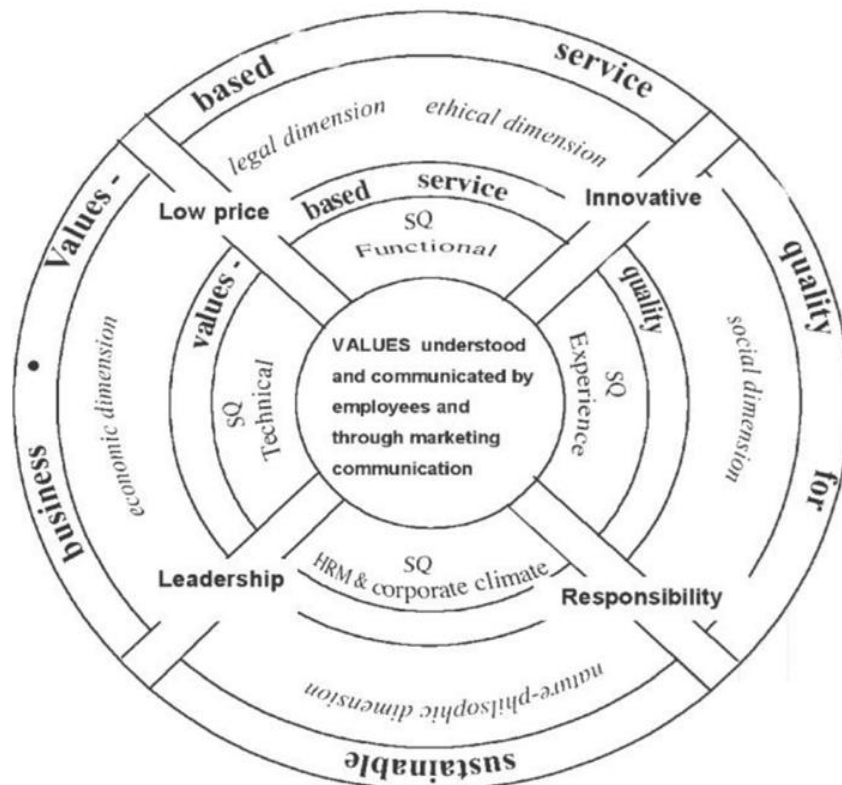 Values - based service quality for sustainable business •
legal dimension
ethical dimension
social dimension
nature-philsophic dimension
economic dimension
Low price
Innovative
Responsibility
Leadership
values - based service quality
SQ
Functional
SQ
Experience
SQ
HRM & corporate climate
SQ
Technical
VALUES understood
and communicated by
employees and
through marketing
communication